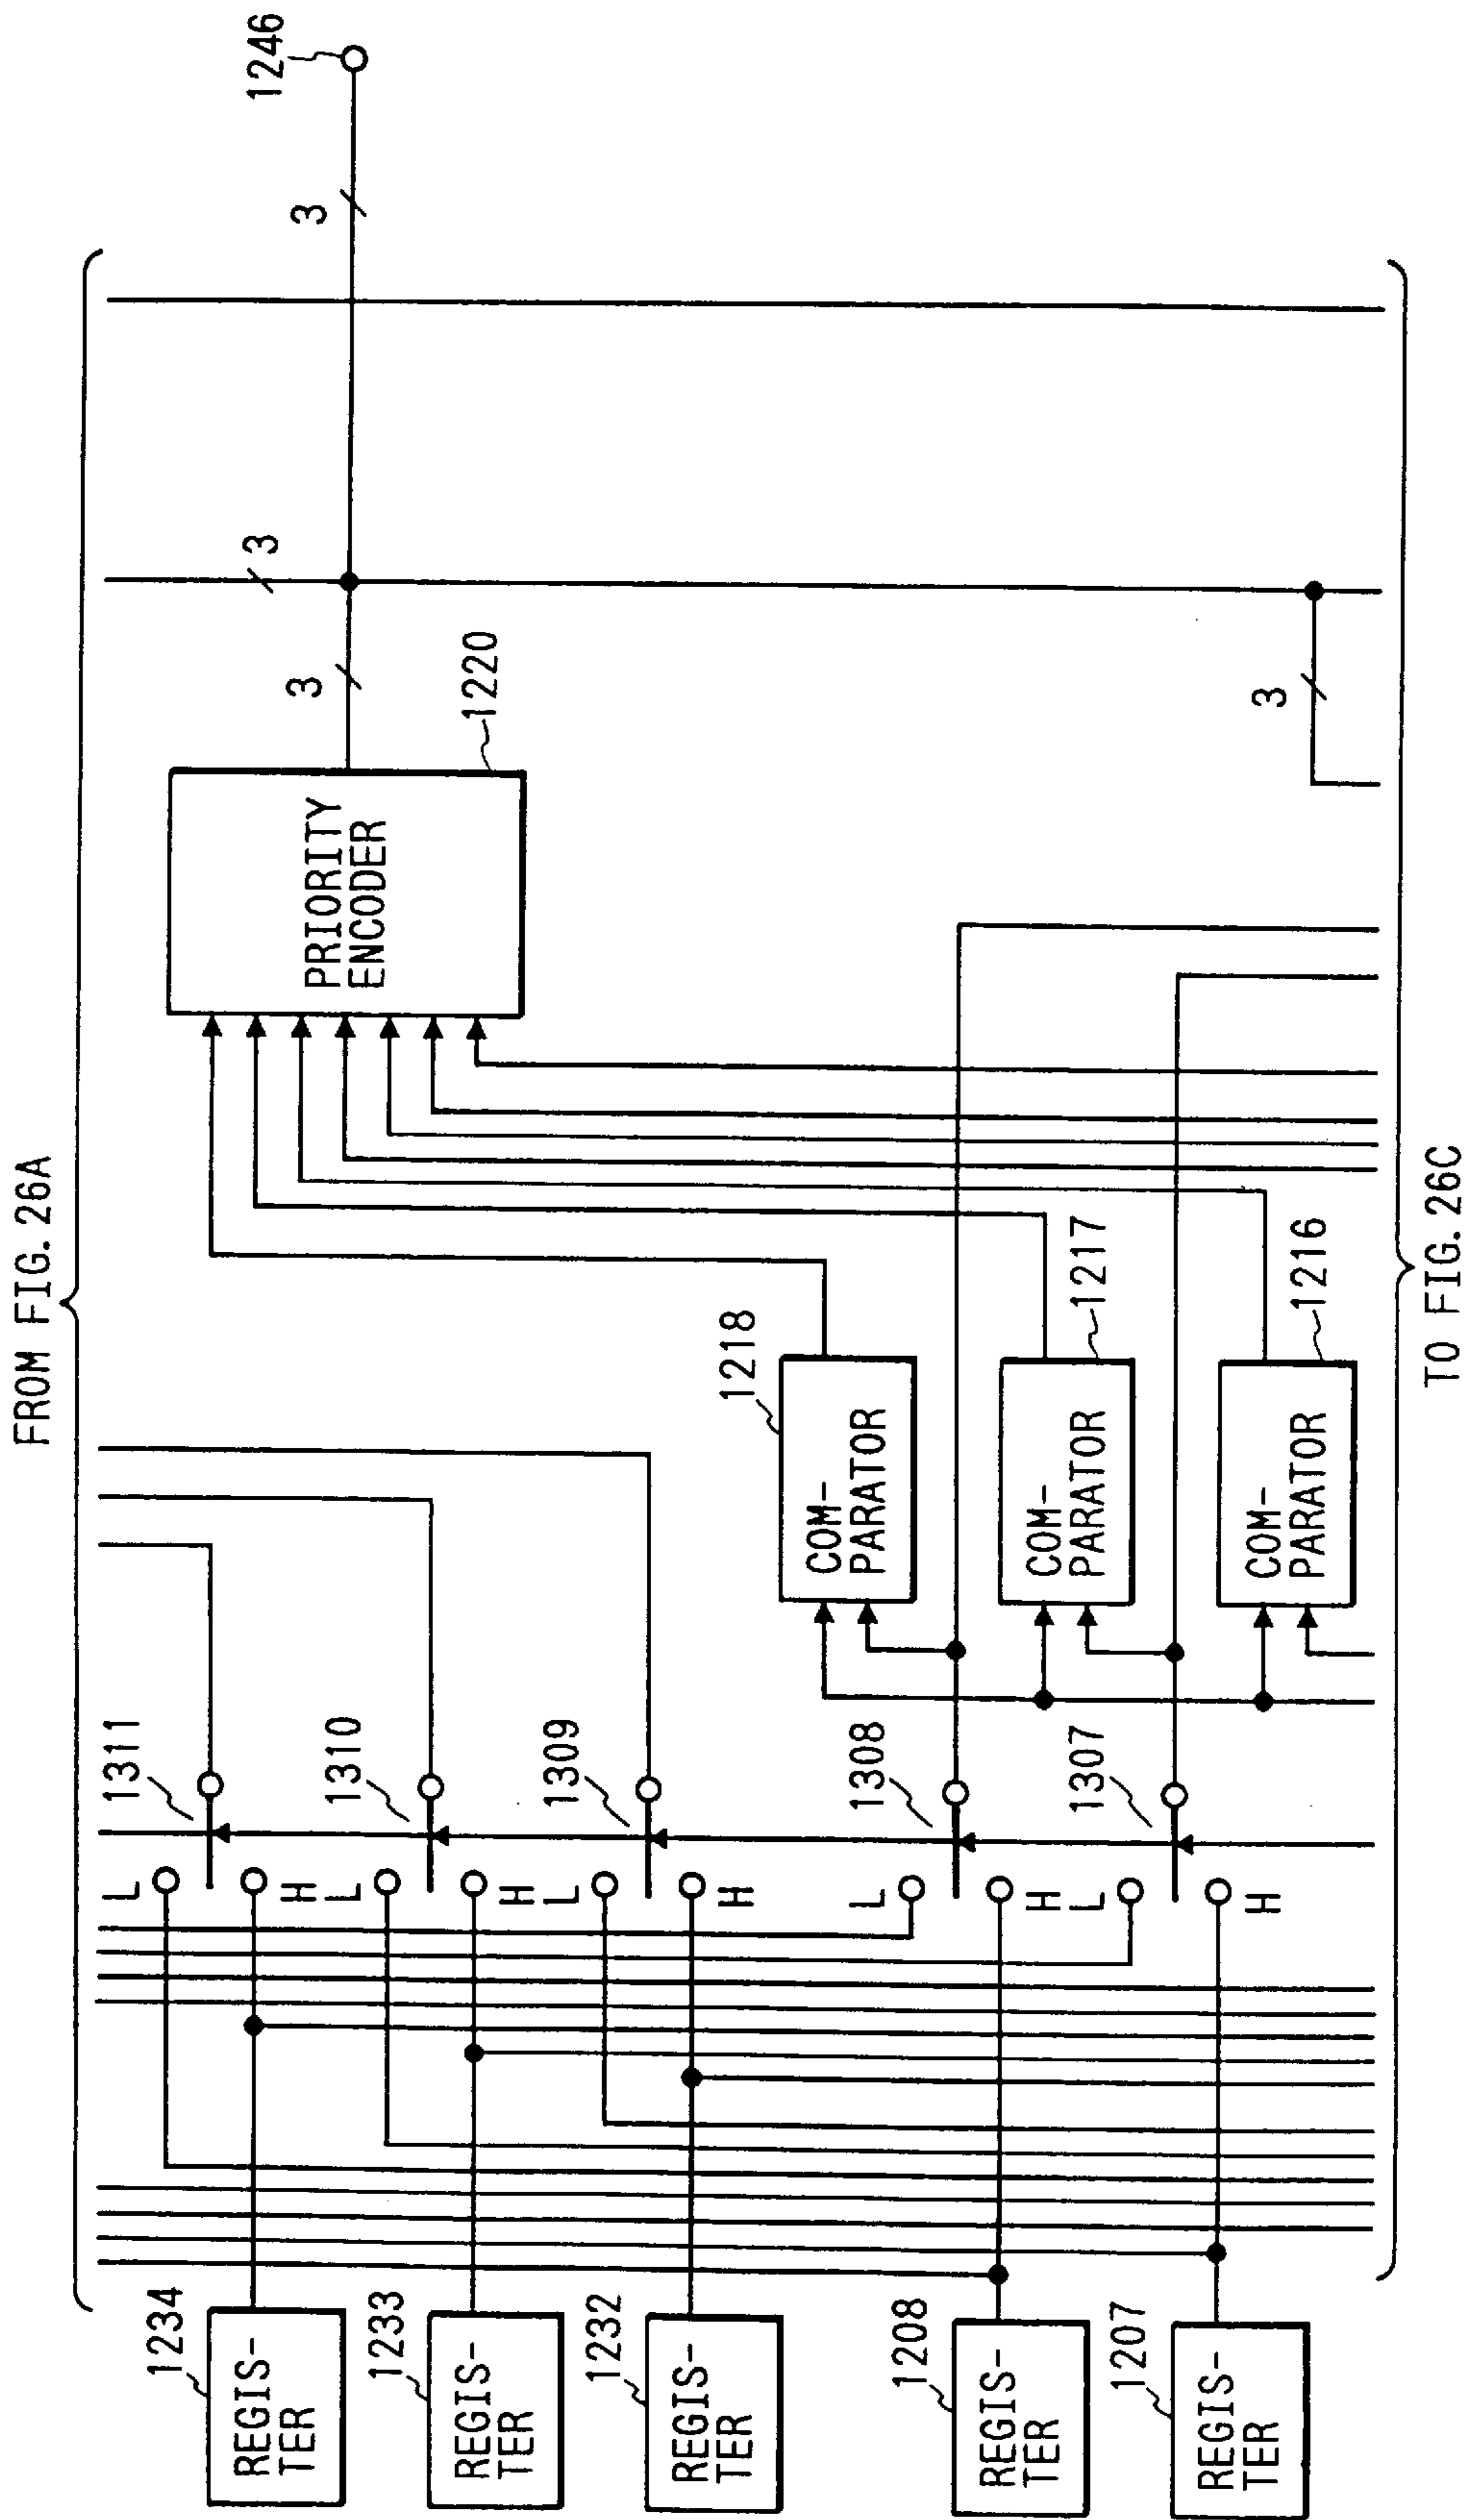 FROM FIG. 26A
1246
3
3
3
1220
PRIORITY
ENCODER
1311
L
H
1234
REGIS-
TER
1310
L
H
1233
REGIS-
TER
1309
L
H
1232
REGIS-
TER
1218
COM-
PARATOR
1308
L
H
1208
REGIS-
TER
1217
COM-
PARATOR
1307
L
H
1207
REGIS-
TER
1216
COM-
PARATOR
3
TO FIG. 26C